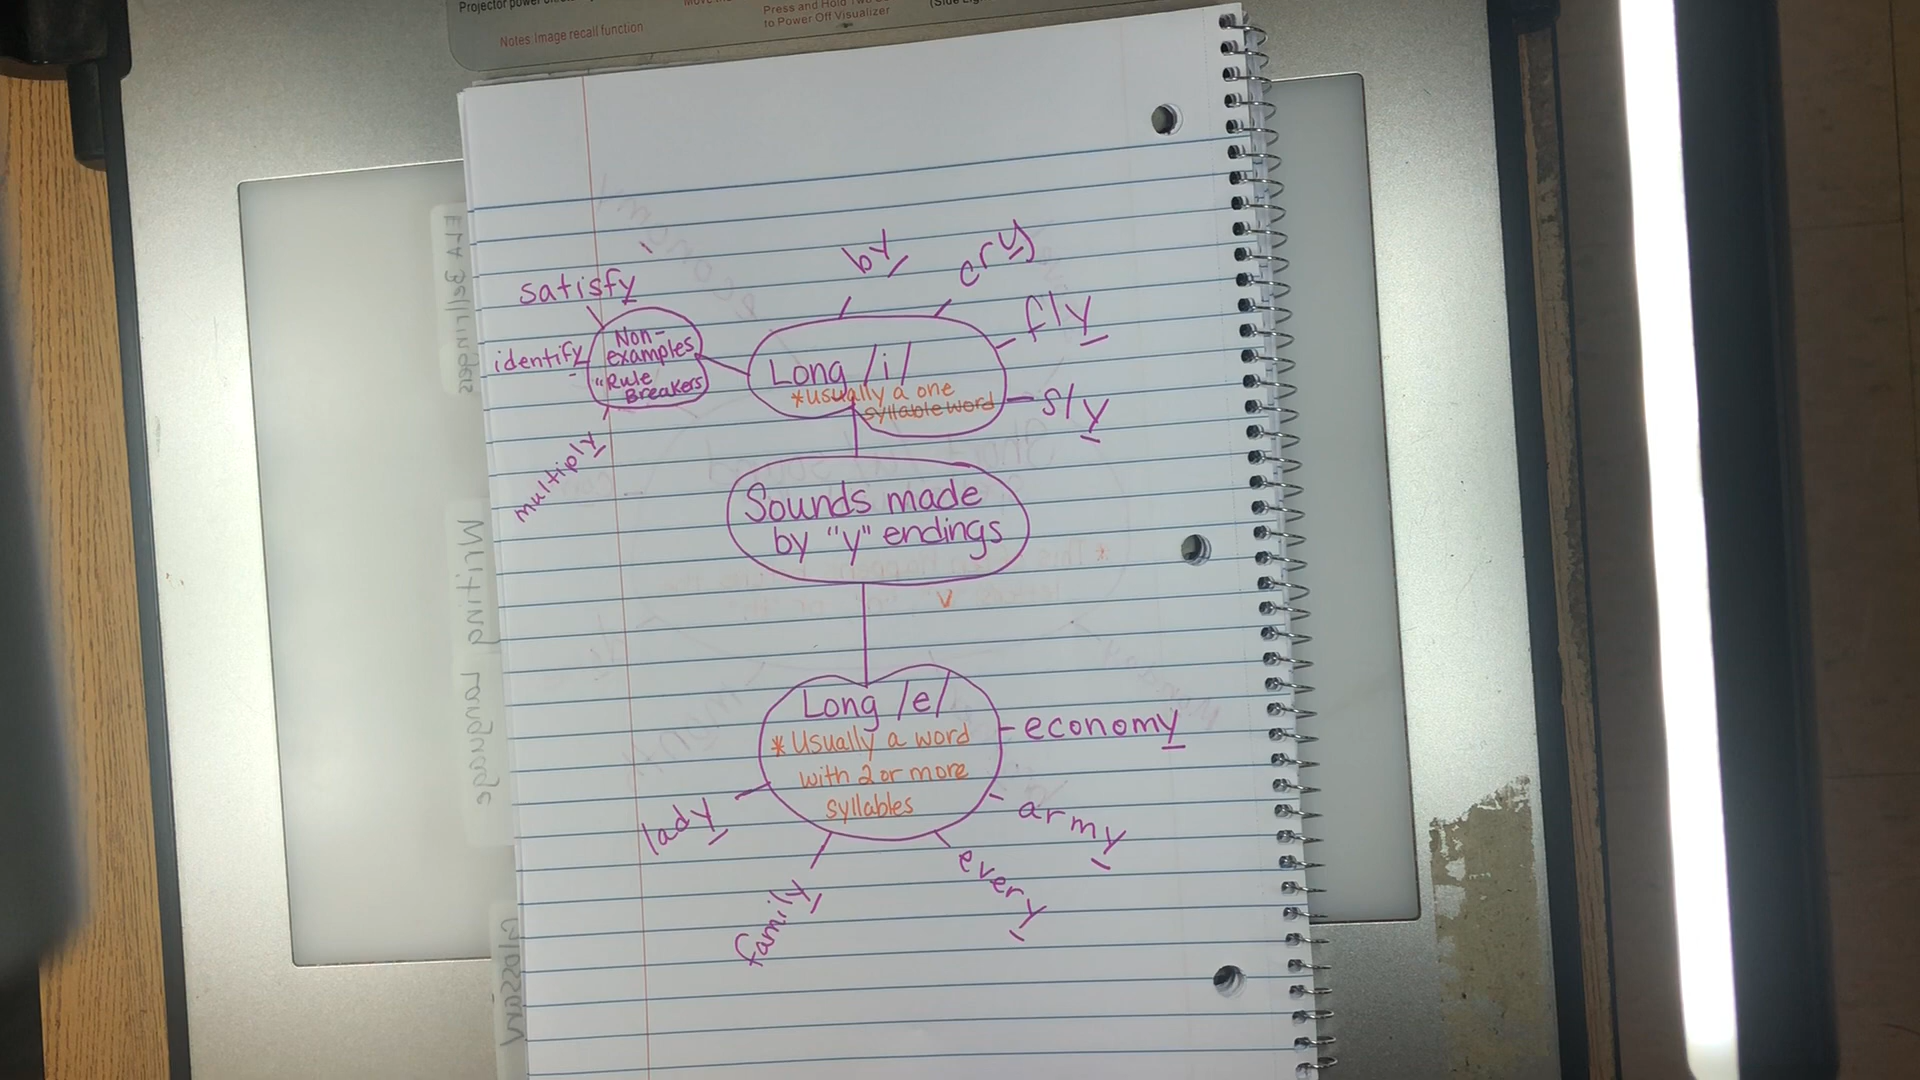 Notes: Image recall function
Press and Hold
to Power Off Visualizer
by
cry
satisfy
fly
Non-
examples
"Rule
Breakers
identify
Long /i/
*usually a one
syllable word
sly
multiply
Sounds made
by "y" endings
Long /e/
* Usually a word
with 2 or more
syllables
economy
army
lady
every
family